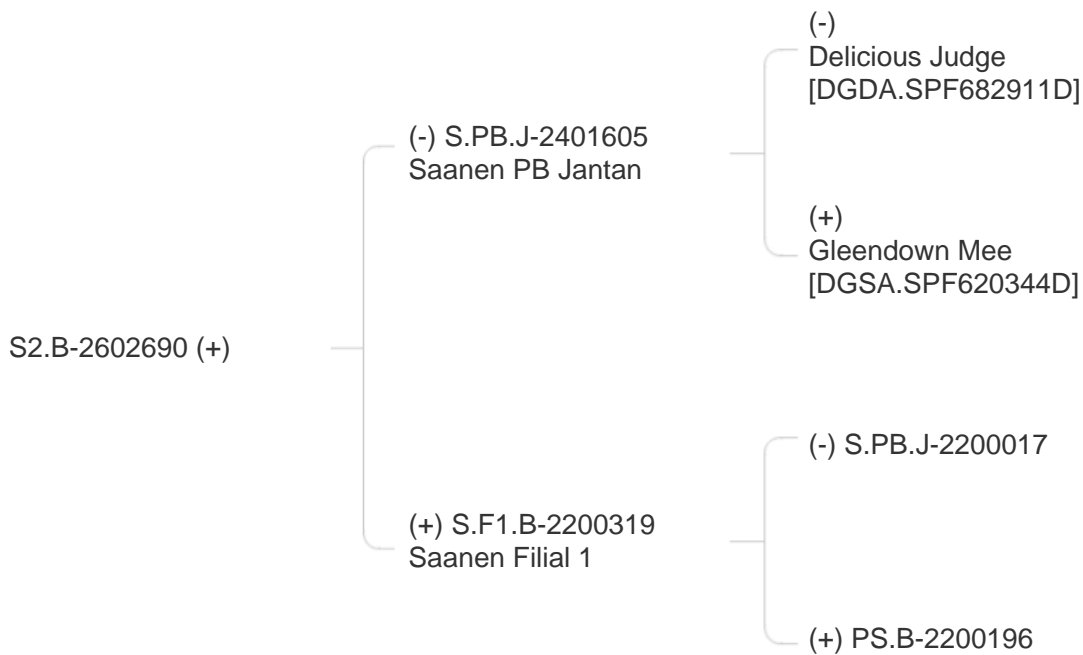 (-)
Delicious Judge
[DGDA.SPF682911D]
(-) S.PB.J-2401605
Saanen PB Jantan
(+)
Gleendown Mee
[DGSA.SPF620344D]
S2.B-2602690 (+)
(-) S.PB.J-2200017
(+) S.F1.B-2200319
Saanen Filial 1
(+) PS.B-2200196